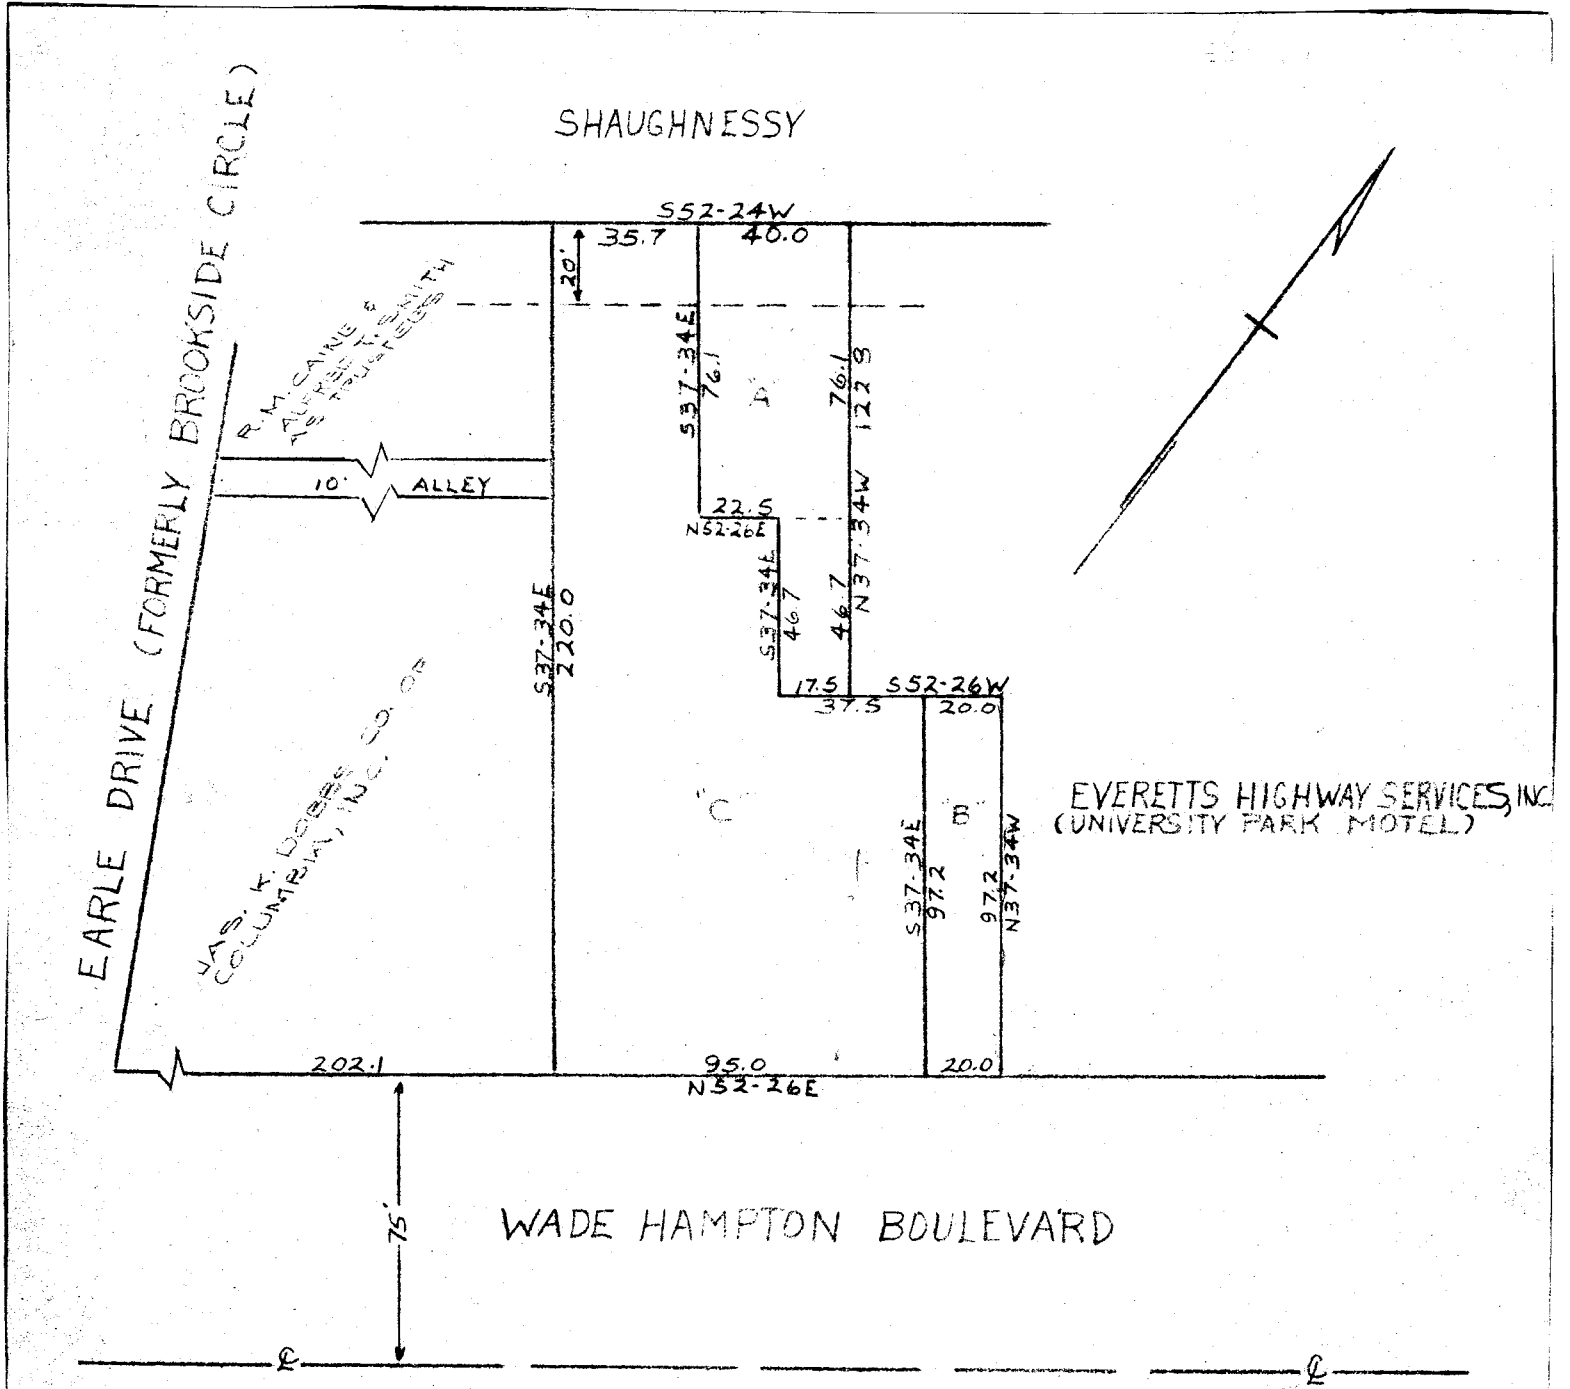 SHAUGHNESSY
EARLE DRIVE (FORMERLY BROOKSIDE CIRCLE)
S52-24W
35.7
40.0
20'
R.M. CAINE &
ALFRED T. SMITH
AS TRUSTEES
S37-34E
76.1
"A"
76.1
122.8
N37-34W
10' ALLEY
22.5
N52-26E
S37-34E
46.7
46.7
S37-34E
220.0
17.5
S52-26W
37.5
20.0
JAS. K. DOBBS CO. OF
COLUMBIA, INC.
"C"
"B"
EVERETTS HIGHWAY SERVICES, INC
(UNIVERSITY PARK MOTEL)
S37-34E
97.2
97.2
N37-34W
202.1
95.0
20.0
N52-26E
75'
WADE HAMPTON BOULEVARD
℄
℄